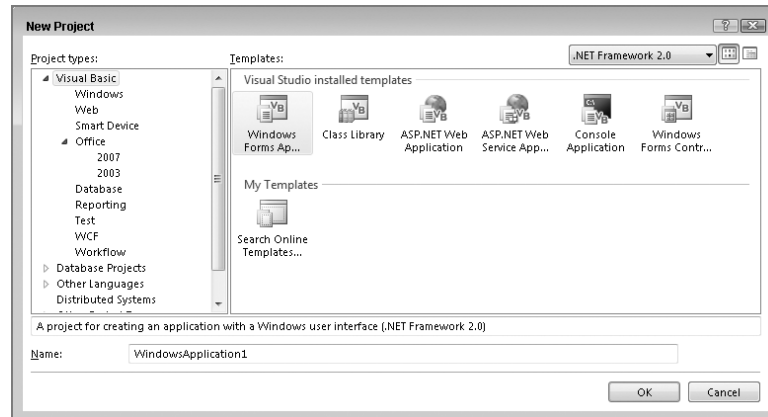 New Project
Project types:
Templates:
.NET Framework 2.0
Visual Basic
Windows
Web
Smart Device
Office
2007
2003
Database
Reporting
Test
WCF
Workflow
Database Projects
Other Languages
Distributed Systems
Visual Studio installed templates
Windows Forms Ap...
Class Library
ASP.NET Web Application
ASP.NET Web Service App...
Console Application
Windows Forms Contr...
My Templates
Search Online Templates...
A project for creating an application with a Windows user interface (.NET Framework 2.0)
Name:
WindowsApplication1
OK
Cancel